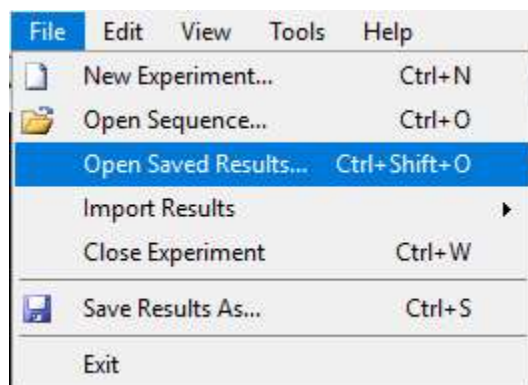 File Edit View Tools Help
New Experiment... Ctrl+N
Open Sequence... Ctrl+O
Open Saved Results... Ctrl+Shift+O
Import Results
Close Experiment Ctrl+W
Save Results As... Ctrl+S
Exit